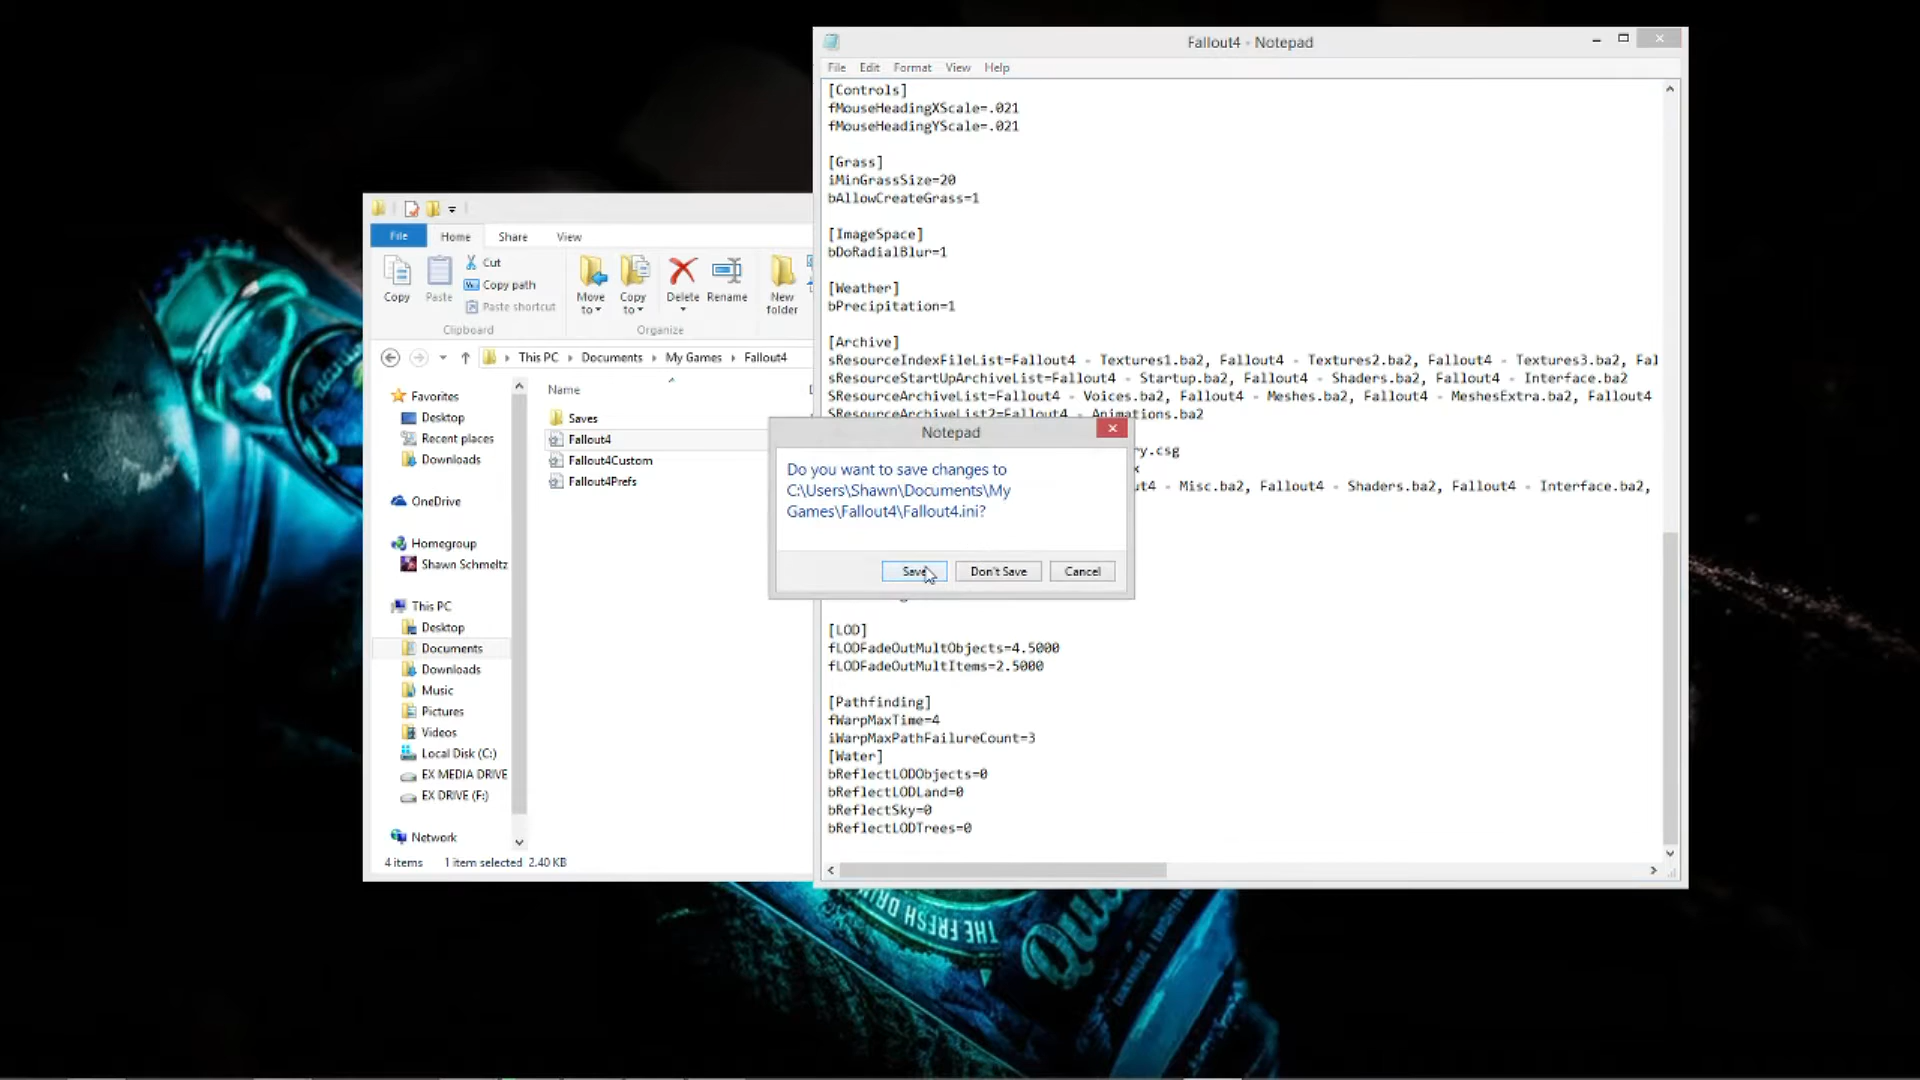 Fallout4 - Notepad
File Edit Format View Help
[Controls]
fMouseHeadingXScale=.021
fMouseHeadingYScale=.021
[Grass]
iMinGrassSize=20
bAllowCreateGrass=1
[ImageSpace]
bDoRadialBlur=1
[Weather]
bPrecipitation=1
[Archive]
sResourceIndexFileList=Fallout4 - Textures1.ba2, Fallout4 - Textures2.ba2, Fallout4 - Textures3.ba2, Fal
sResourceStartUpArchiveList=Fallout4 - Startup.ba2, Fallout4 - Shaders.ba2, Fallout4 - Interface.ba2
SResourceArchiveList=Fallout4 - Voices.ba2, Fallout4 - Meshes.ba2, Fallout4 - MeshesExtra.ba2, Fallout4
SResourceArchiveList2=Fallout4 - Animations.ba2
ry.csg
x
ut4 - Misc.ba2, Fallout4 - Shaders.ba2, Fallout4 - Interface.ba2,
[LOD]
fLODFadeOutMultObjects=4.5000
fLODFadeOutMultItems=2.5000
[Pathfinding]
fWarpMaxTime=4
iWarpMaxPathFailureCount=3
[Water]
bReflectLODObjects=0
bReflectLODLand=0
bReflectSky=0
bReflectLODTrees=0
Notepad
Do you want to save changes to
C:\Users\Shawn\Documents\My
Games\Fallout4\Fallout4.ini?
Save Don't Save Cancel
File Home Share View
Copy
Paste
Cut
Copy path
Paste shortcut
Clipboard
Move to
Copy to
Delete
Rename
Organize
New folder
This PC Documents My Games Fallout4
Favorites
Desktop
Recent places
Downloads
OneDrive
Homegroup
Shawn Schmeltz
This PC
Desktop
Documents
Downloads
Music
Pictures
Videos
Local Disk (C:)
EX MEDIA DRIVE
EX DRIVE (F:)
Network
Name
Saves
Fallout4
Fallout4Custom
Fallout4Prefs
4 items 1 item selected 2.40 KB
THE FRESH DRIN